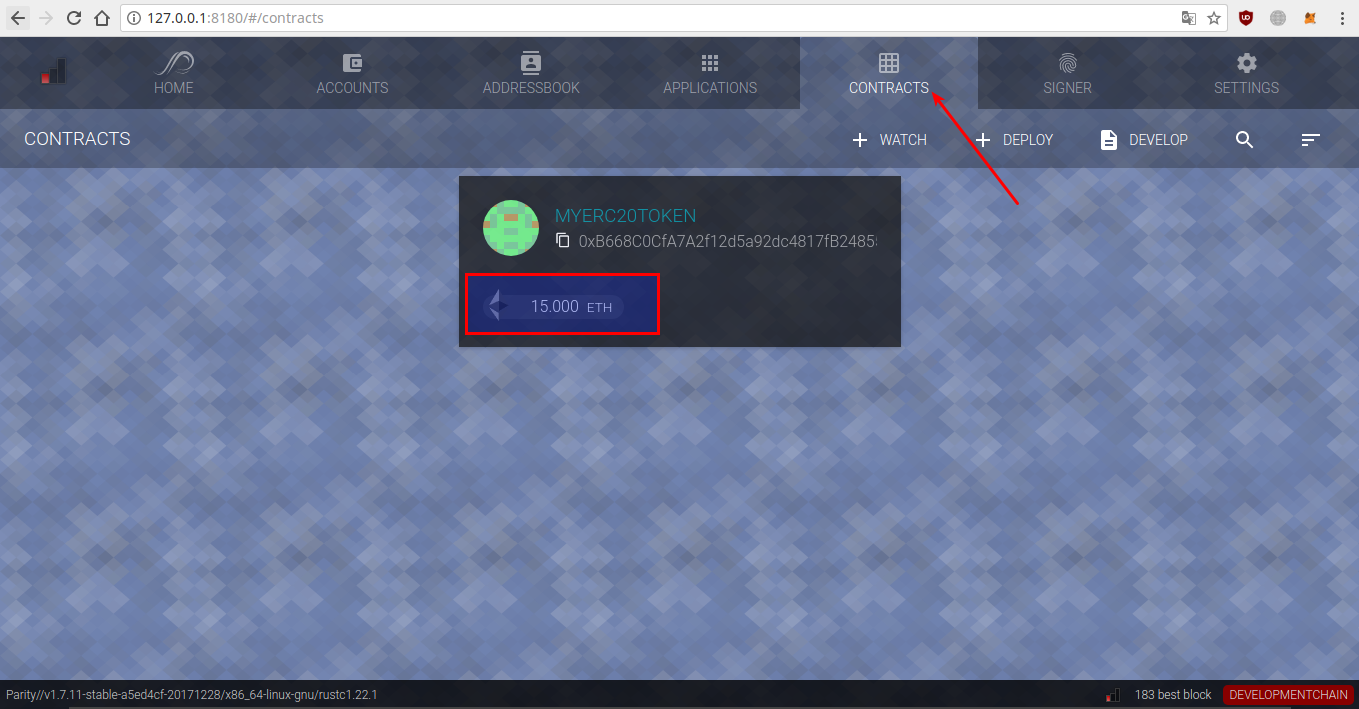 127.0.0.1:8180/#/contracts
HOME
ACCOUNTS
ADDRESSBOOK
APPLICATIONS
CONTRACTS
SIGNER
SETTINGS
CONTRACTS
WATCH
DEPLOY
DEVELOP
MYERC20TOKEN
0xB668C0CfA7A2f12d5a92dc4817fB2485
15.000 ETH
Parity//v1.7.11-stable-a5ed4cf-20171228/x86_64-linux-gnu/rustc1.22.1
183 best block
DEVELOPMENTCHAIN